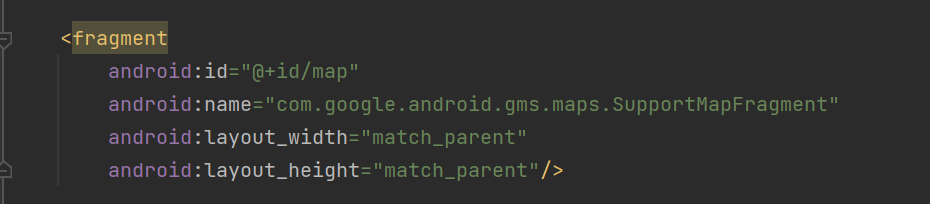 <fragment
android:id="@+id/map"
android:name="com.google.android.gms.maps.SupportMapFragment"
android:layout_width="match_parent"
android:layout_height="match_parent"/>